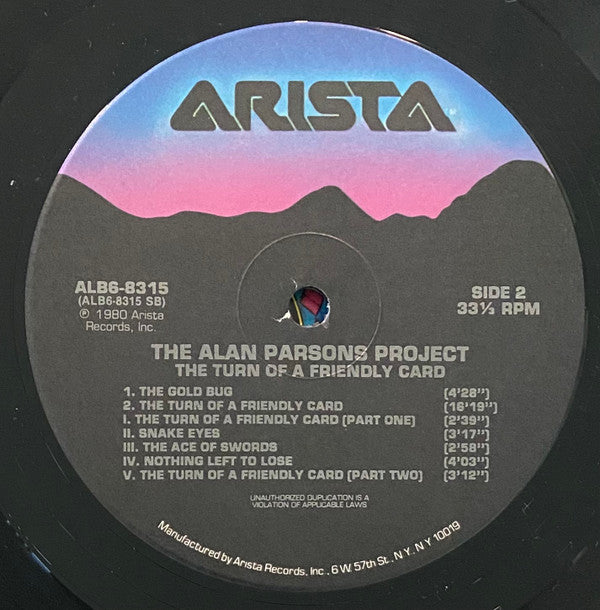 ARISTA
ALB6-8315
(ALB6-8315 SB)
℗ 1980 Arista
Records, Inc.
SIDE 2
33⅓ RPM
THE ALAN PARSONS PROJECT
THE TURN OF A FRIENDLY CARD
1. THE GOLD BUG (4'28")
2. THE TURN OF A FRIENDLY CARD (16'19")
I. THE TURN OF A FRIENDLY CARD (PART ONE) (2'39")
II. SNAKE EYES (3'17")
III. THE ACE OF SWORDS (2'58")
IV. NOTHING LEFT TO LOSE (4'03")
V. THE TURN OF A FRIENDLY CARD (PART TWO) (3'12")
UNAUTHORIZED DUPLICATION IS A
VIOLATION OF APPLICABLE LAWS
Manufactured by Arista Records, Inc., 6 W. 57th St., N.Y., N.Y. 10019